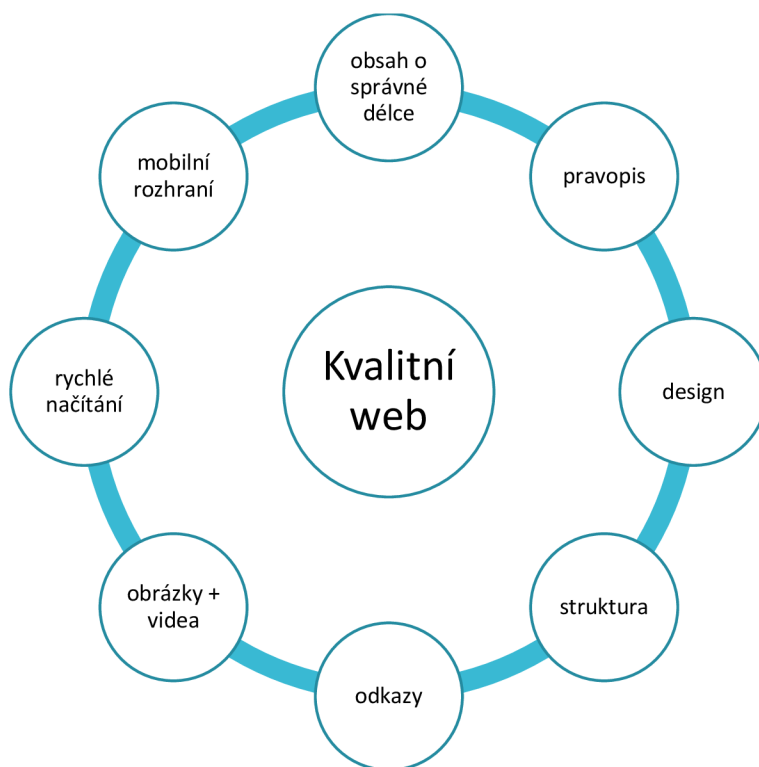 obsah o
správné
délce
pravopis
design
struktura
odkazy
obrázky +
videa
rychlé
načítání
mobilní
rozhraní
Kvalitní
web